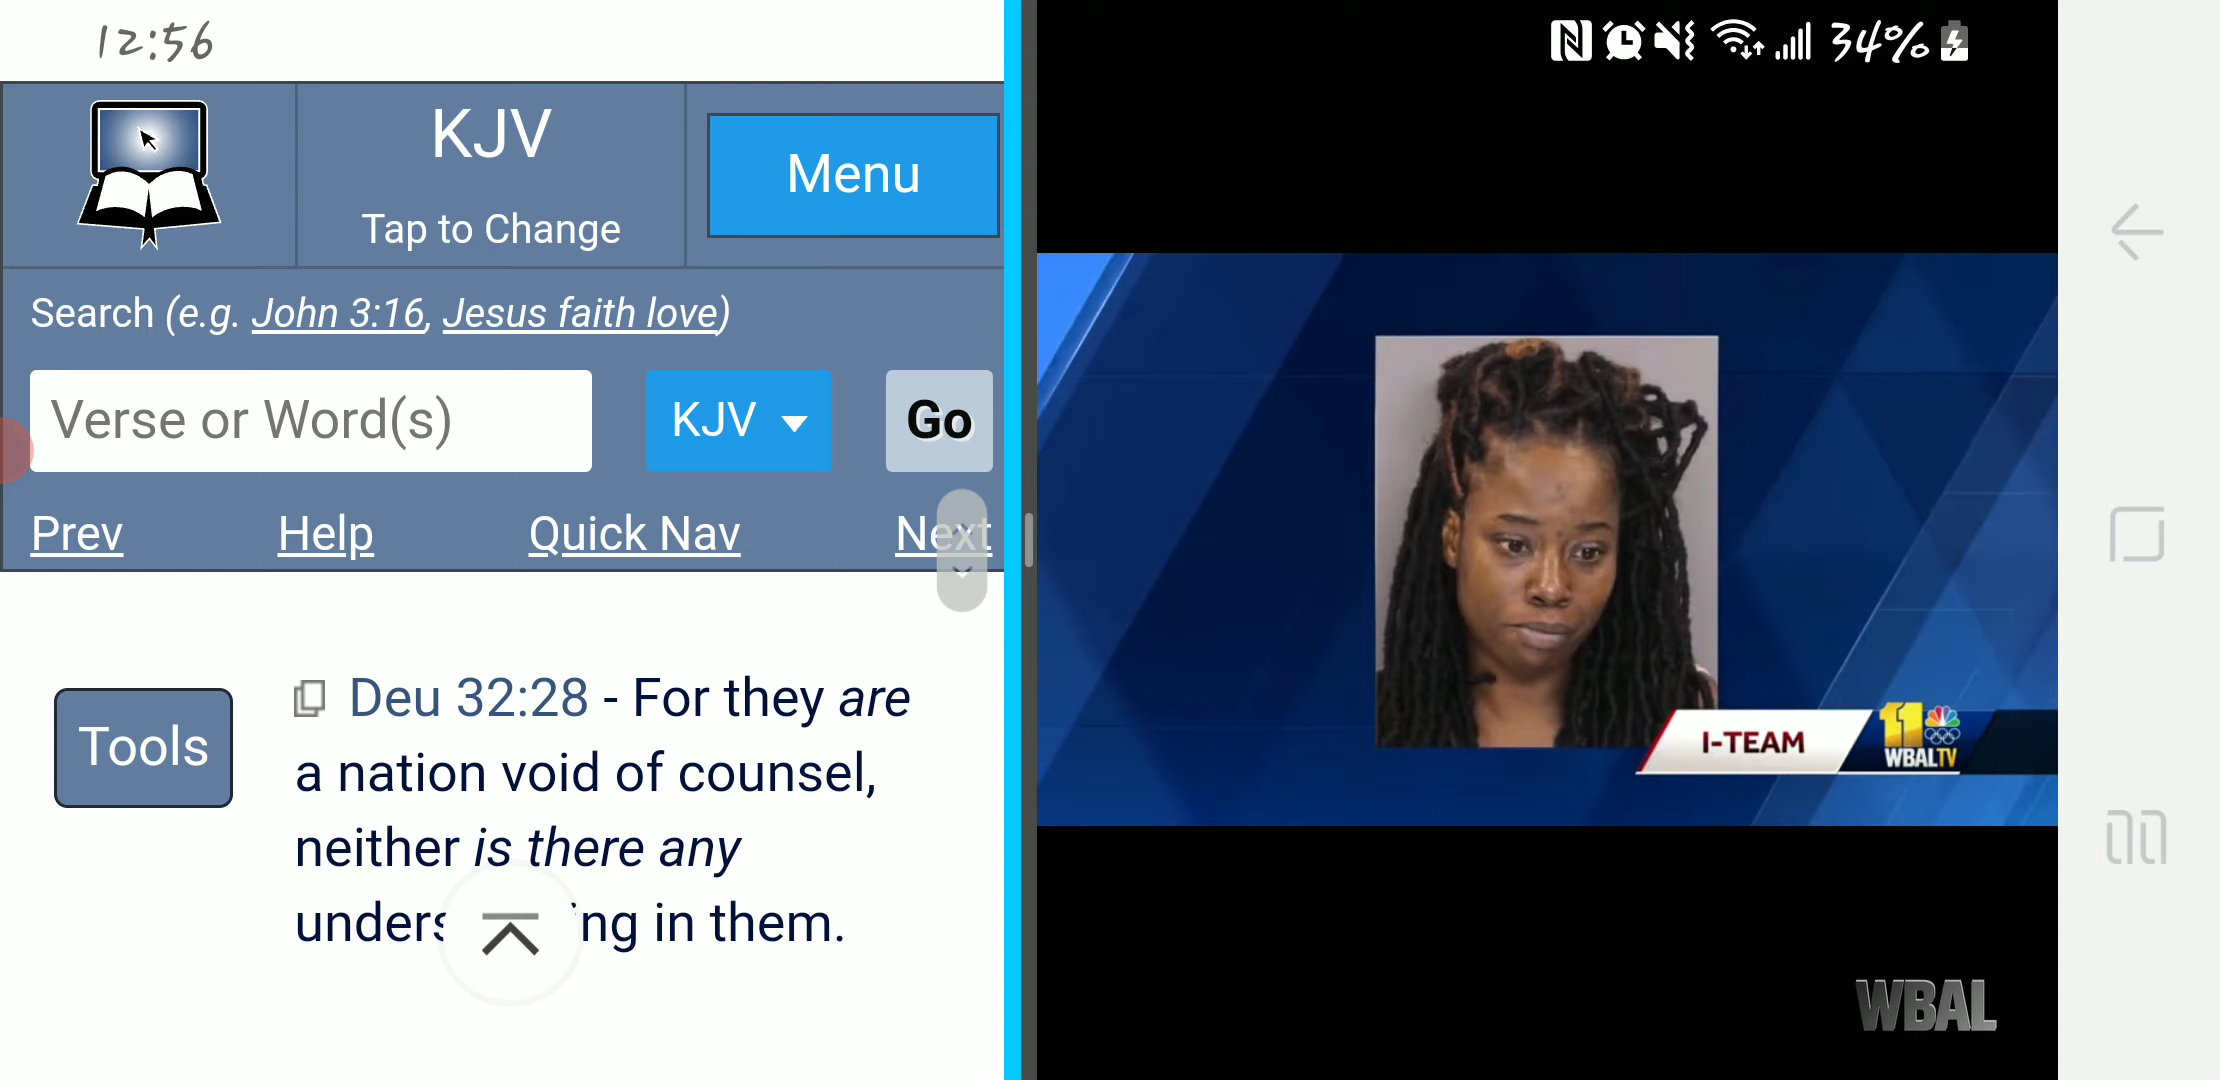 12:56
34%
KJV
Tap to Change
Menu
Search (e.g. John 3:16, Jesus faith love)
Verse or Word(s)
KJV
Go
Prev
Help
Quick Nav
Next
Tools
Deu 32:28 - For they are
a nation void of counsel,
neither is there any
unders ing in them.
I-TEAM
11
WBALTV
WBAL